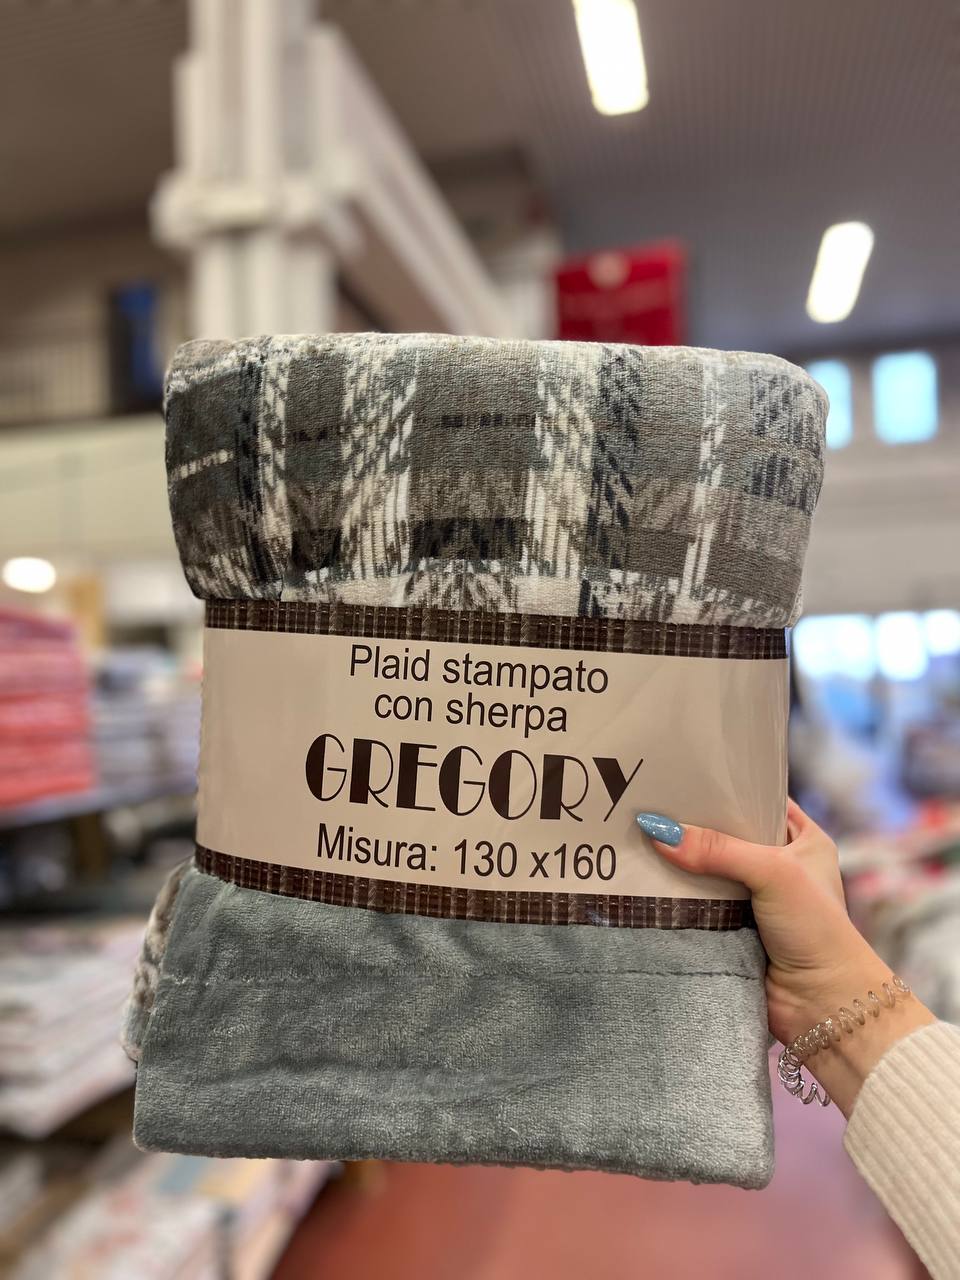 Plaid stampato
con sherpa
GREGORY
Misura: 130 x160